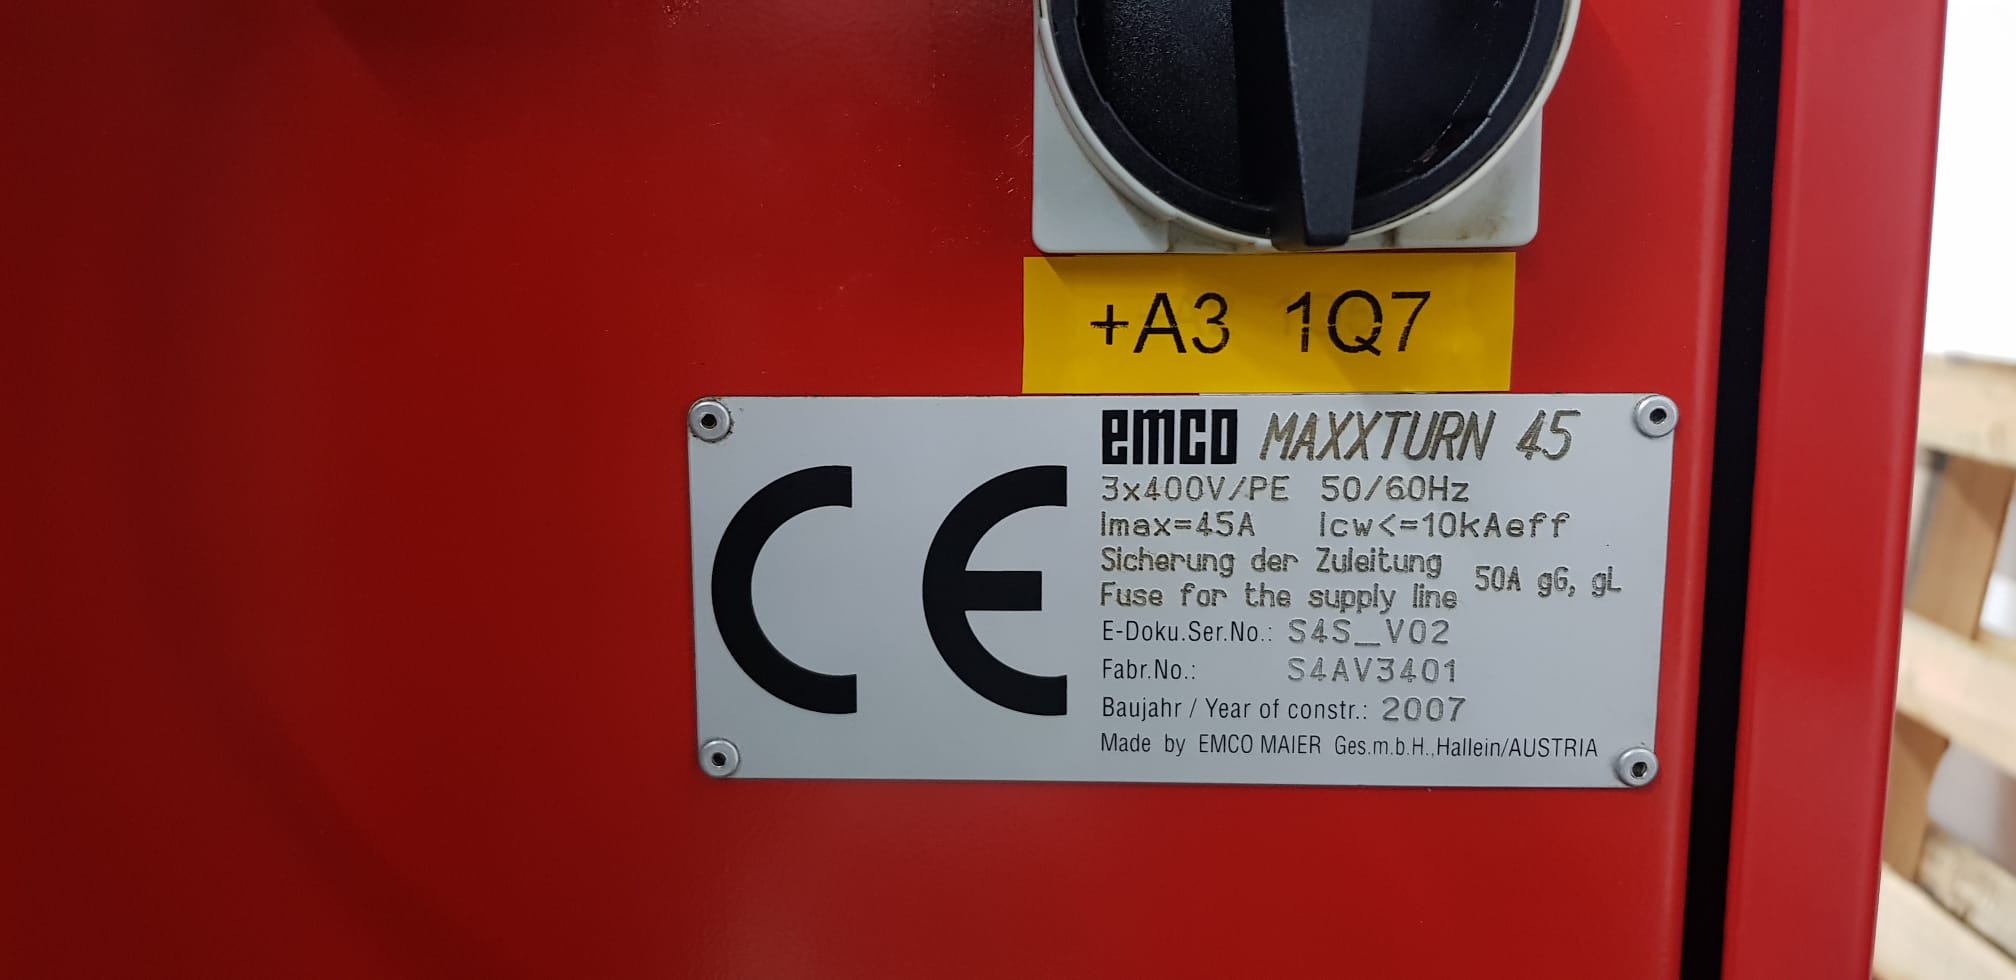 +A3 1Q7
emco MAXXTURN 45
CE
3x400V/PE 50/60Hz
Imax=45A Icw<=10kAeff
Sicherung der Zuleitung
Fuse for the supply line 50A gG, gL
E-Doku.Ser.No.: S4S_V02
Fabr.No.: S4AV3401
Baujahr / Year of constr.: 2007
Made by EMCO MAIER Ges.m.b.H.,Hallein/AUSTRIA